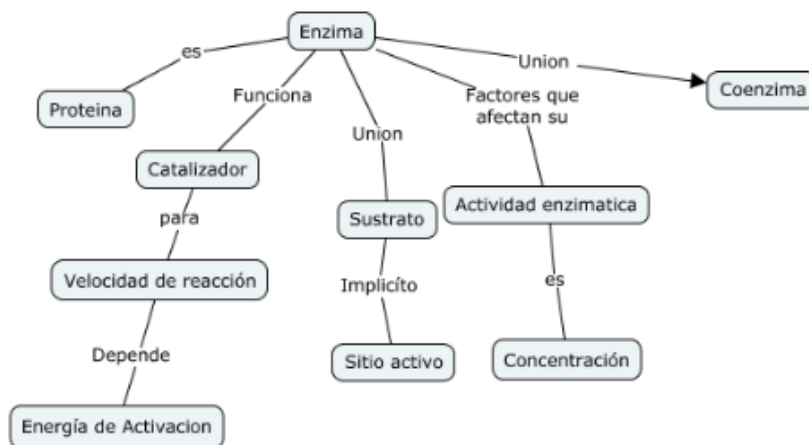 Enzima
es
Proteina
Funciona
Catalizador
para
Velocidad de reacción
Depende
Energía de Activacion
Union
Sustrato
Implicíto
Sitio activo
Factores que
afectan su
Actividad enzimatica
es
Concentración
Union
Coenzima